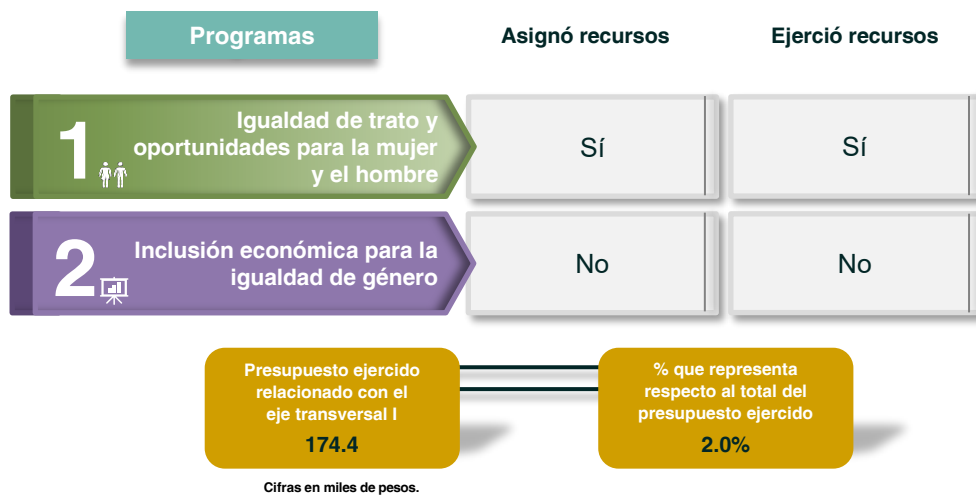 Programas
Asignó recursos
Ejerció recursos
1
Igualdad de trato y
oportunidades para la mujer
y el hombre
Sí
Sí
2
Inclusión económica para la
igualdad de género
No
No
Presupuesto ejercido
relacionado con el
eje transversal I
174.4
% que representa
respecto al total del
presupuesto ejercido
2.0%
Cifras en miles de pesos.